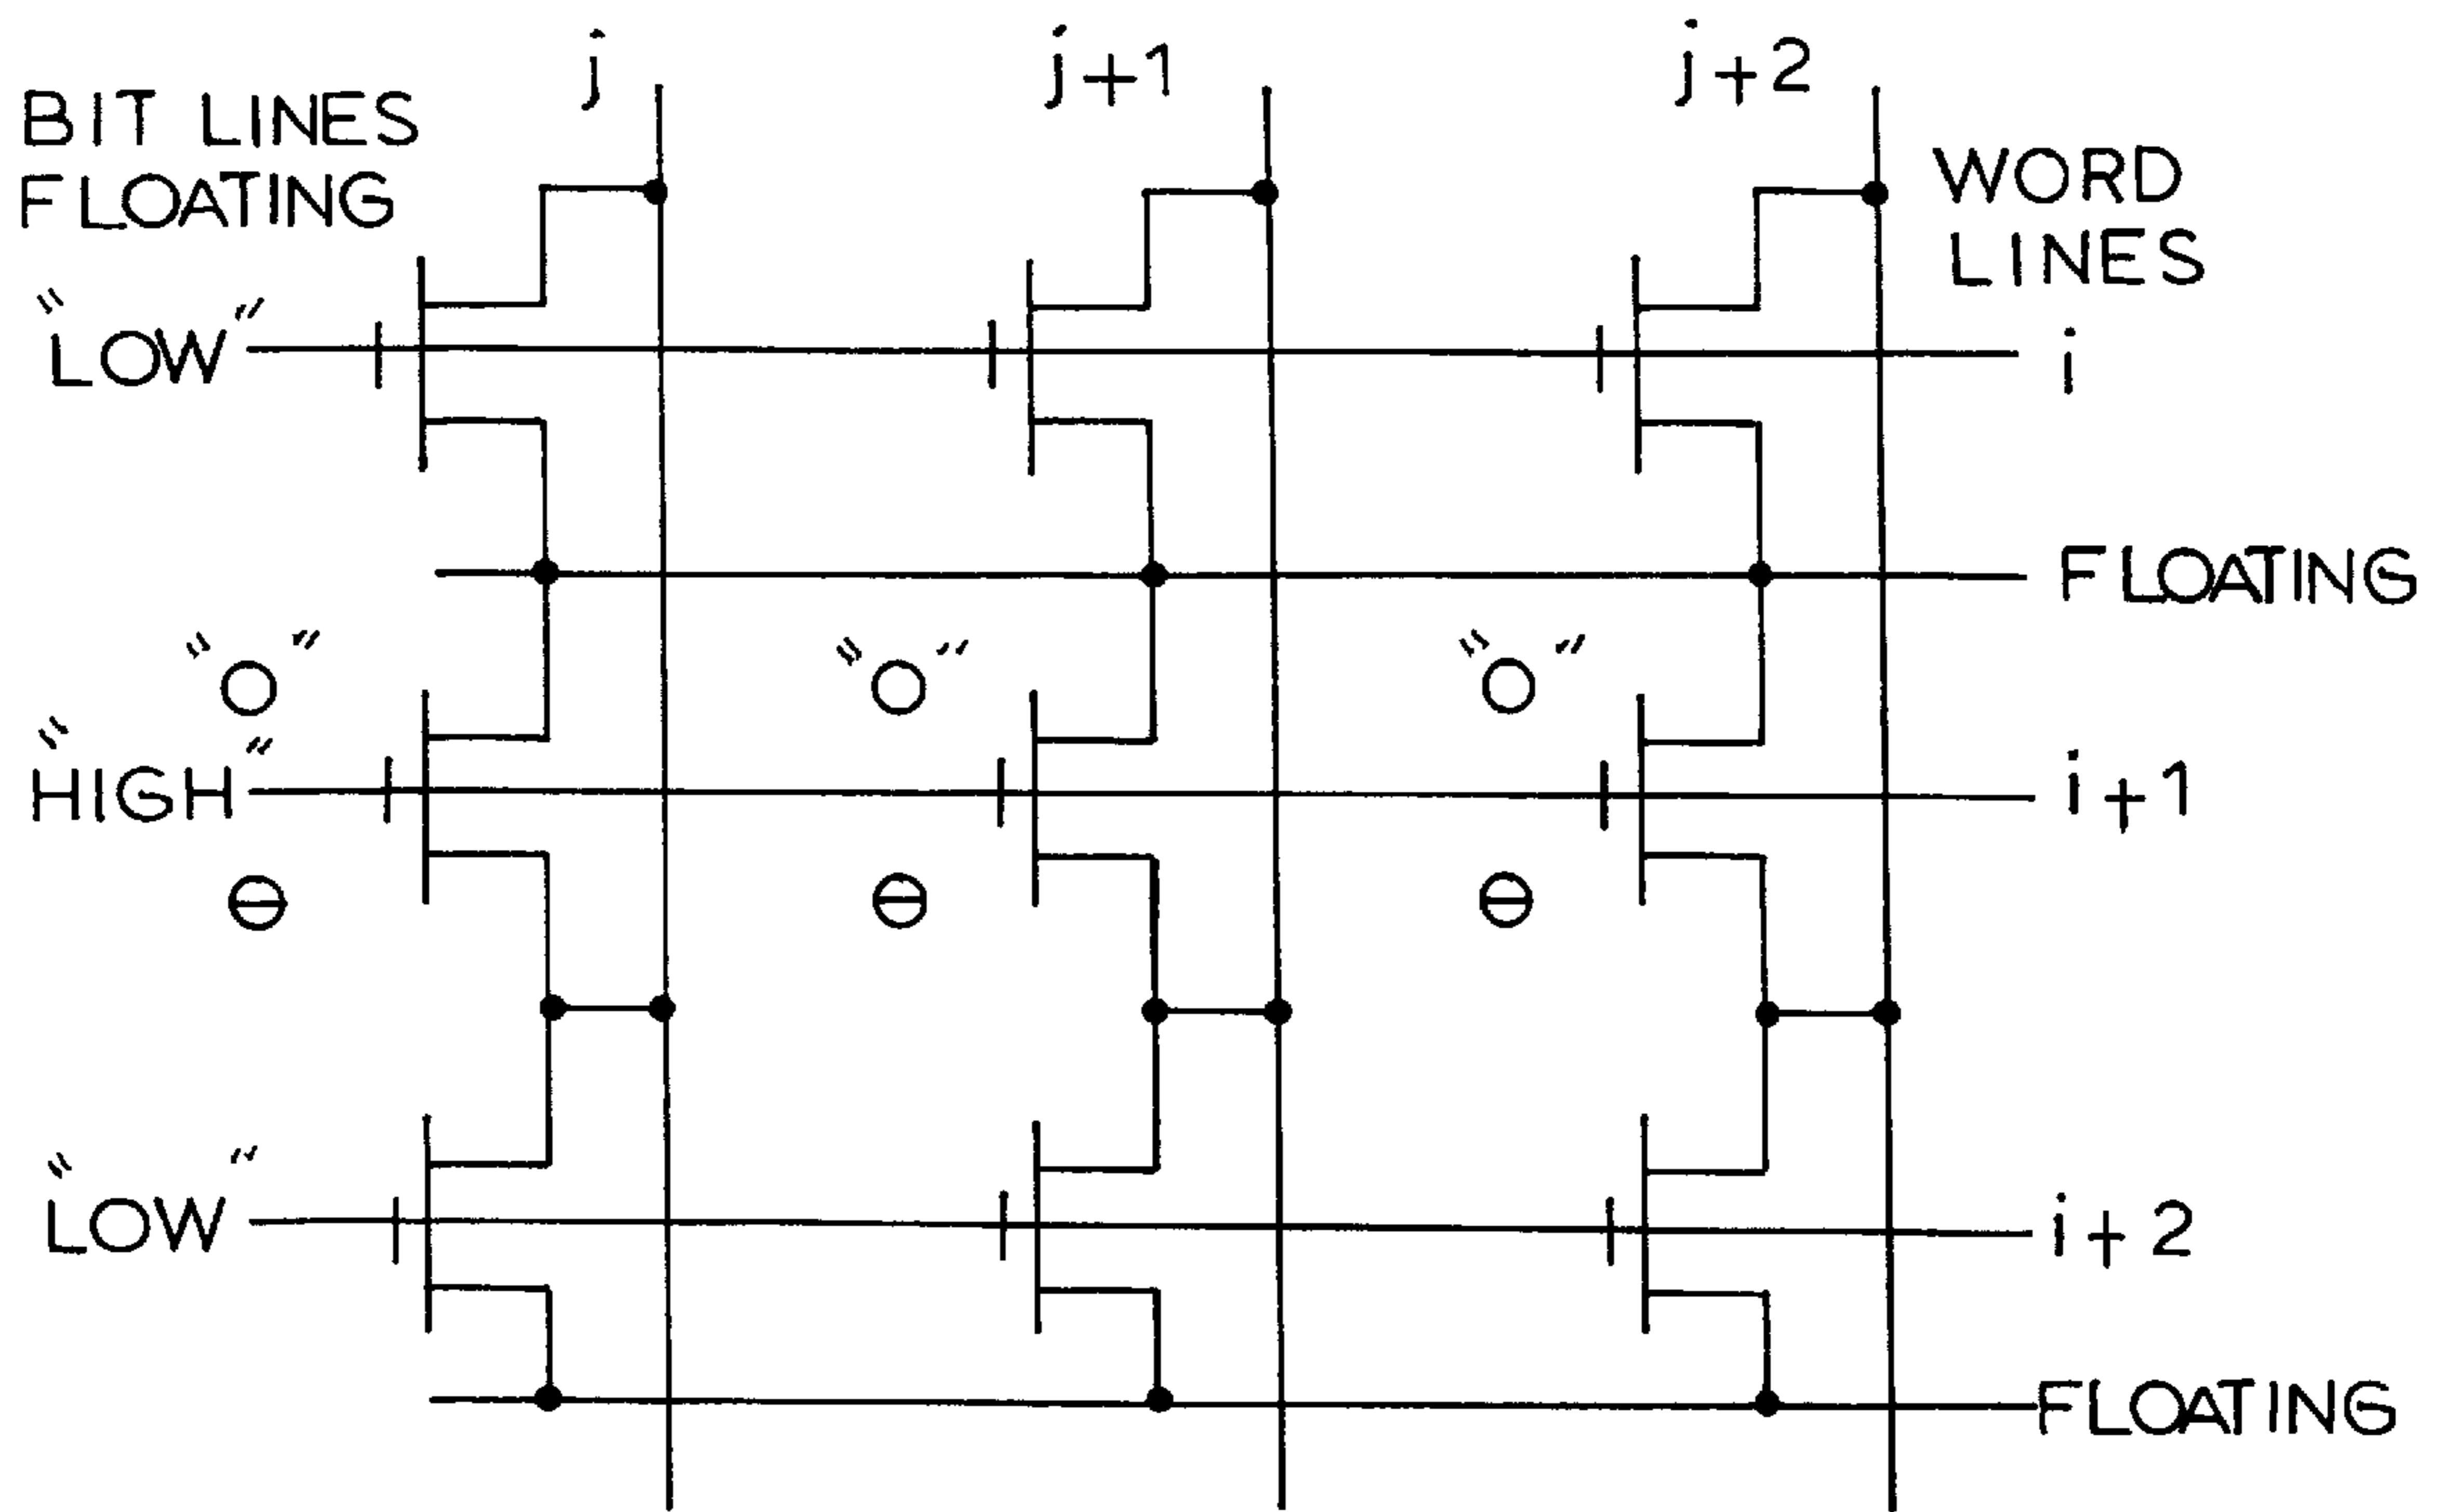 j
j+1
j+2
BIT LINES
FLOATING
WORD
LINES
"LOW"
i
FLOATING
"O" "O" "O"
"HIGH"
i+1
⊖ ⊖ ⊖
"LOW"
i+2
FLOATING